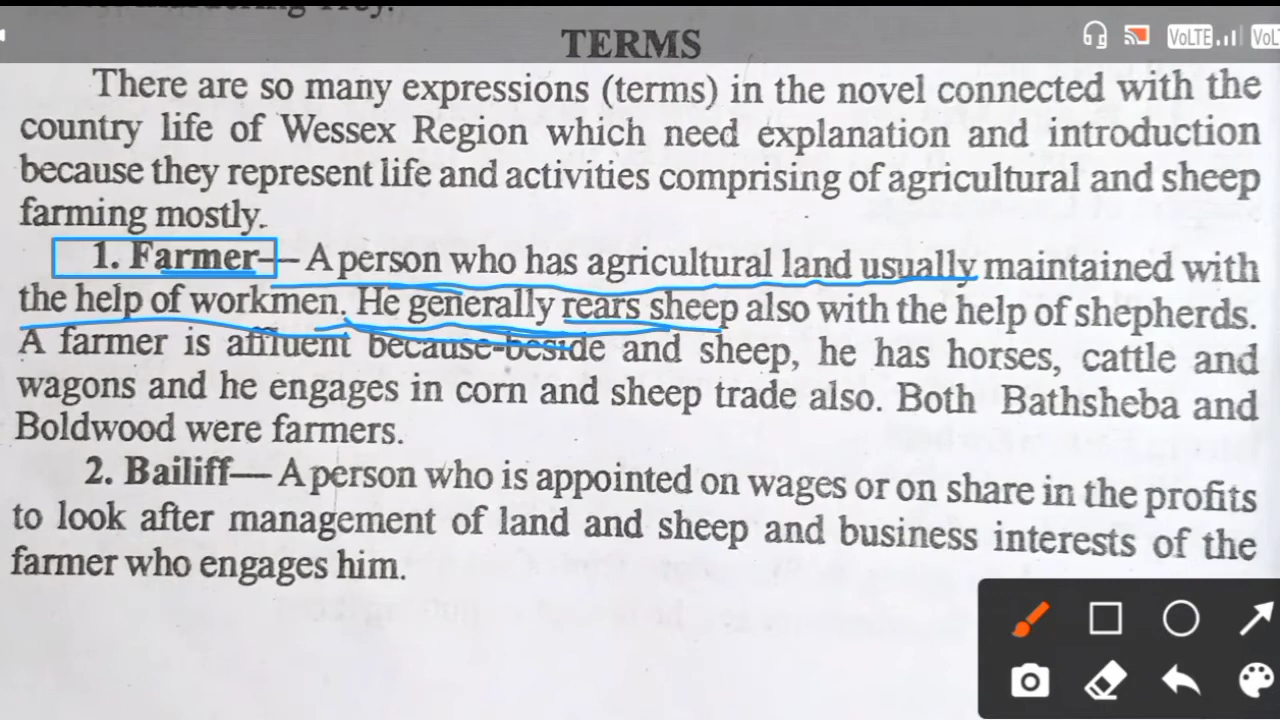 TERMS
VoLTE
There are so many expressions (terms) in the novel connected with the
country life of Wessex Region which need explanation and introduction
because they represent life and activities comprising of agricultural and sheep
farming mostly.
1. Farmer— A person who has agricultural land usually maintained with
the help of workmen. He generally rears sheep also with the help of shepherds.
A farmer is affluent because beside and sheep, he has horses, cattle and
wagons and he engages in corn and sheep trade also. Both Bathsheba and
Boldwood were farmers.
2. Bailiff— A person who is appointed on wages or on share in the profits
to look after management of land and sheep and business interests of the
farmer who engages him.